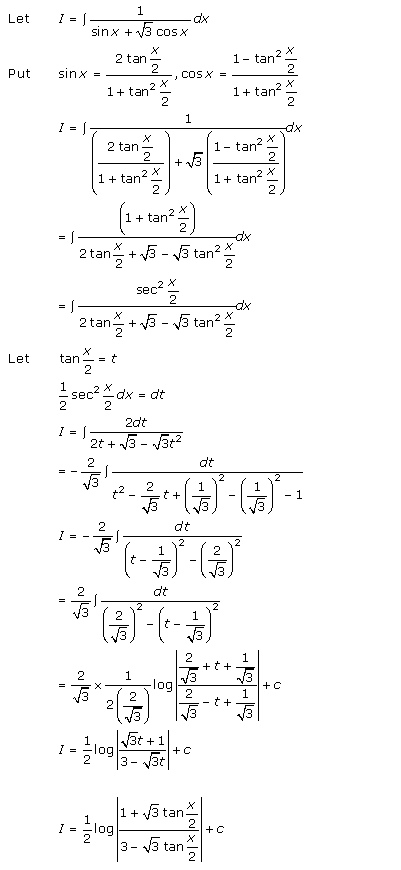 Let I = ∫ 1/(sin x + √3 cos x) dx
Put sin x = (2 tan x/2)/(1 + tan² x/2), cos x = (1 − tan² x/2)/(1 + tan² x/2)
I = ∫ 1/(((2 tan x/2)/(1 + tan² x/2)) + √3 ((1 − tan² x/2)/(1 + tan² x/2))) dx
= ∫ (1 + tan² x/2)/(2 tan x/2 + √3 − √3 tan² x/2) dx
= ∫ (sec² x/2)/(2 tan x/2 + √3 − √3 tan² x/2) dx
Let tan x/2 = t
1/2 sec² x/2 dx = dt
I = ∫ 2dt/(2t + √3 − √3t²)
= − 2/√3 ∫ dt/(t² − 2/√3 t + (1/√3)² − (1/√3)² − 1)
I = − 2/√3 ∫ dt/((t − 1/√3)² − (2/√3)²)
= 2/√3 ∫ dt/((2/√3)² − (t − 1/√3)²)
= 2/√3 × 1/(2(2/√3)) log |(2/√3 + t + 1/√3)/(2/√3 − t + 1/√3)| + c
I = 1/2 log |(√3t + 1)/(3 − √3t)| + c
I = 1/2 log |(1 + √3 tan x/2)/(3 − √3 tan x/2)| + c